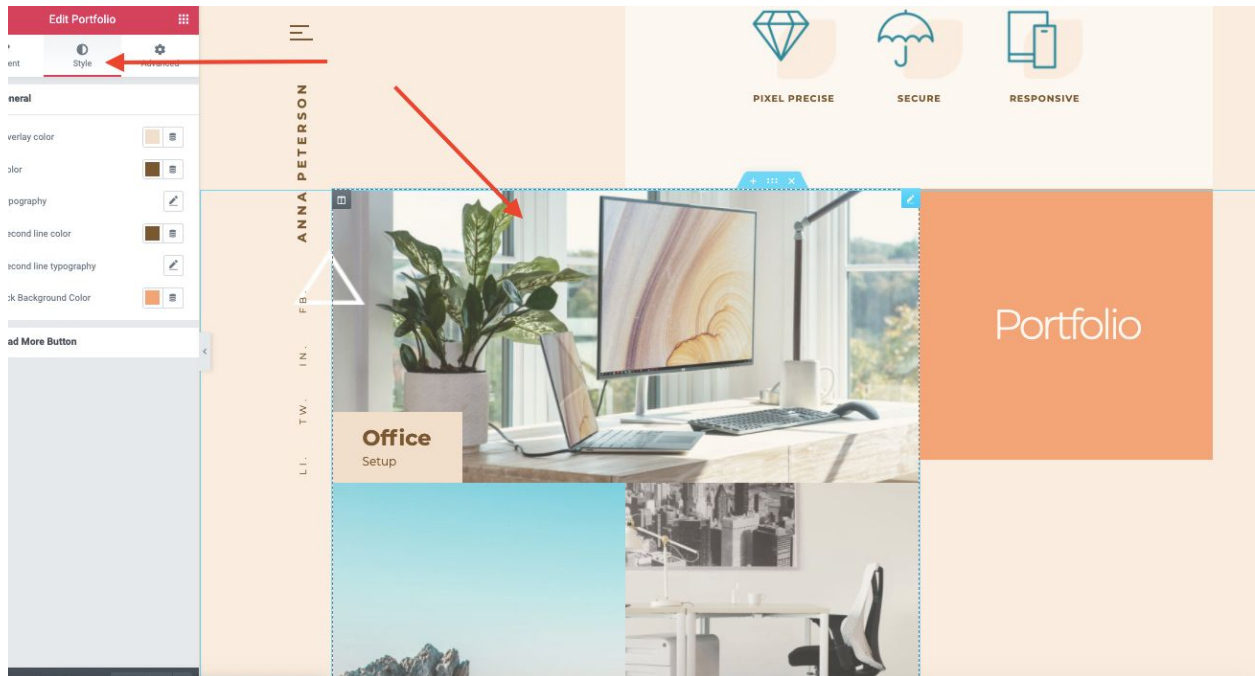 Edit Portfolio
ent
Style
Advanced
neral
verlay color
olor
pography
econd line color
econd line typography
ck Background Color
ad More Button
ANNA PETERSON
FB.
IN.
TW.
LI.
PIXEL PRECISE
SECURE
RESPONSIVE
Portfolio
Office
Setup